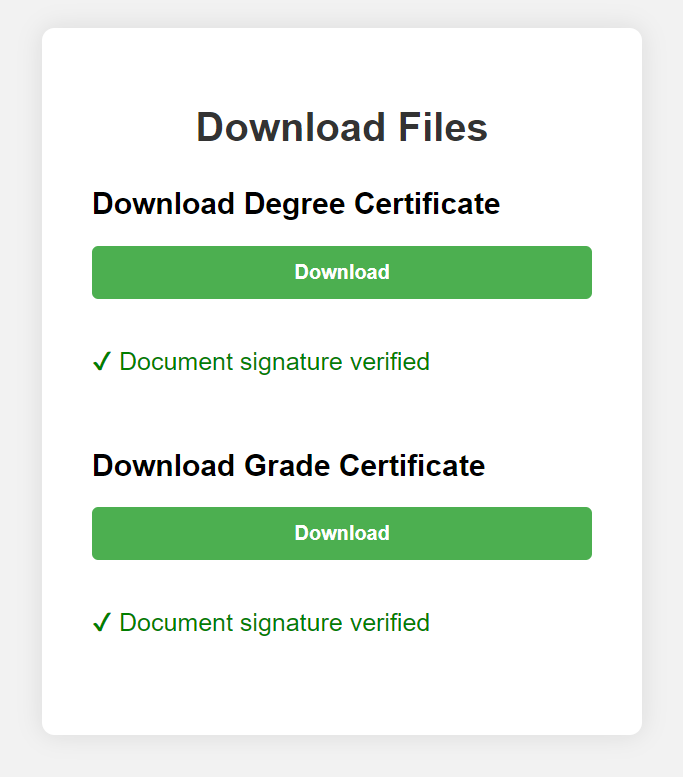 Download Files
Download Degree Certificate
Download
✓ Document signature verified
Download Grade Certificate
Download
✓ Document signature verified